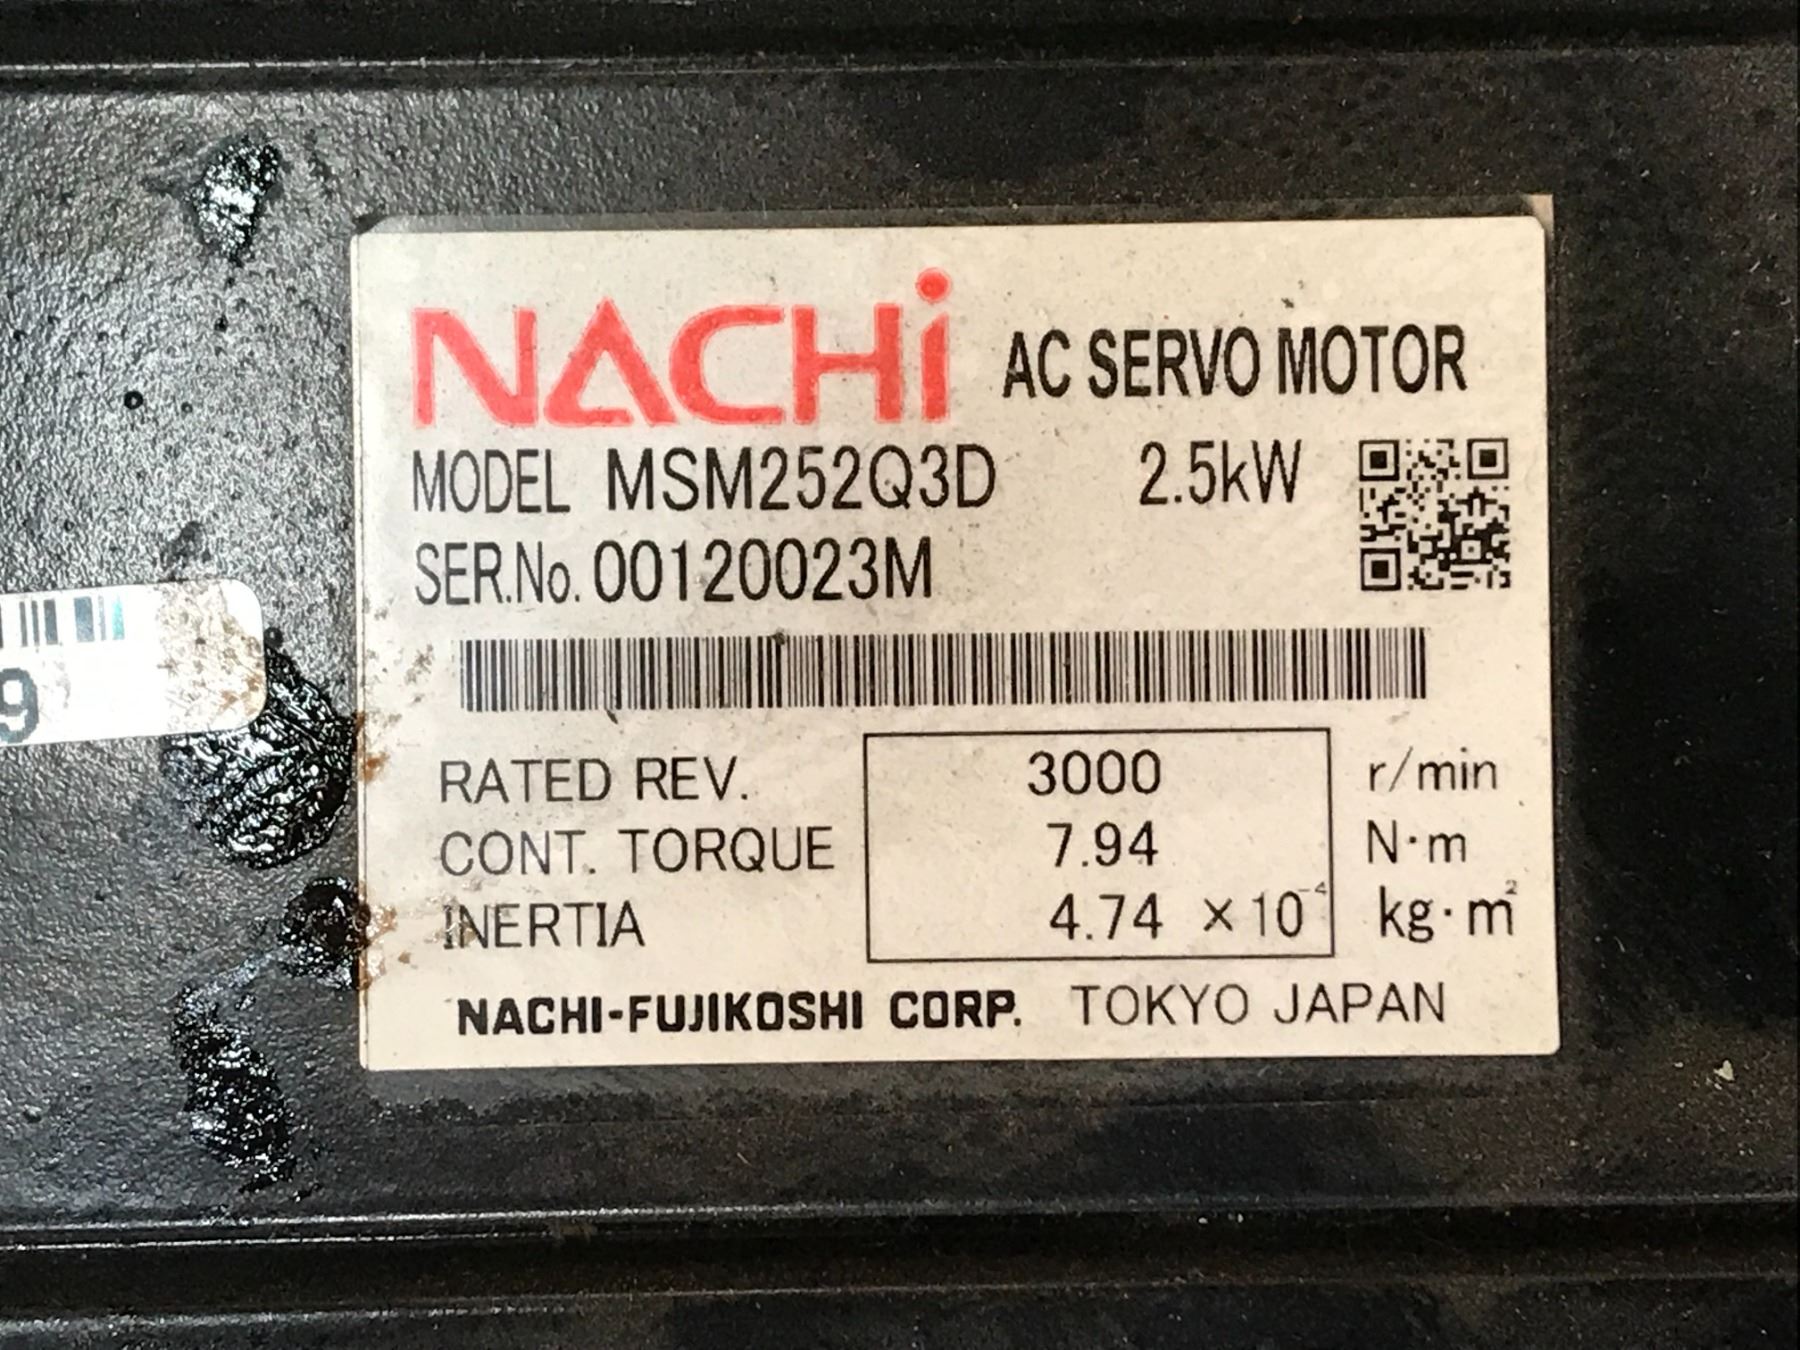 NACHi AC SERVO MOTOR
MODEL MSM252Q3D 2.5kW
SER.No. 00120023M
9
RATED REV. 3000 r/min
CONT. TORQUE 7.94 N·m
INERTIA 4.74 ×10⁻⁴ kg·m²
NACHI-FUJIKOSHI CORP. TOKYO JAPAN